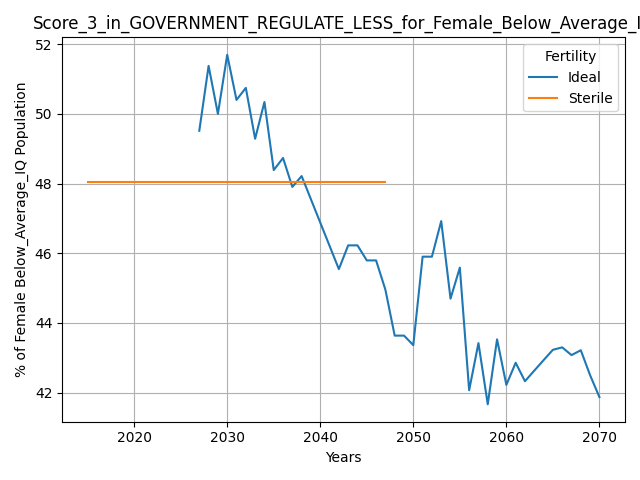 Score_3_in_GOVERNMENT_REGULATE_LESS_for_Female_Below_Average_I
52
50
48
46
44
42
% of Female Below_Average_IQ Population
Fertility
Ideal
Sterile
2020 2030 2040 2050 2060 2070
Years